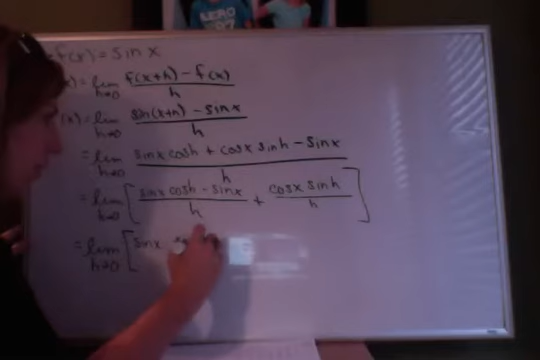 f(x) = sin x
(x) = lim h→0 f(x+h) - f(x) / h
(x) = lim h→0 sin(x+h) - sin x / h
= lim h→0 sin x cos h + cos x sin h - sin x / h
= lim h→0 [ sin x cos h - sin x / h + cos x sin h / h ]
= lim h→0 [ sin x